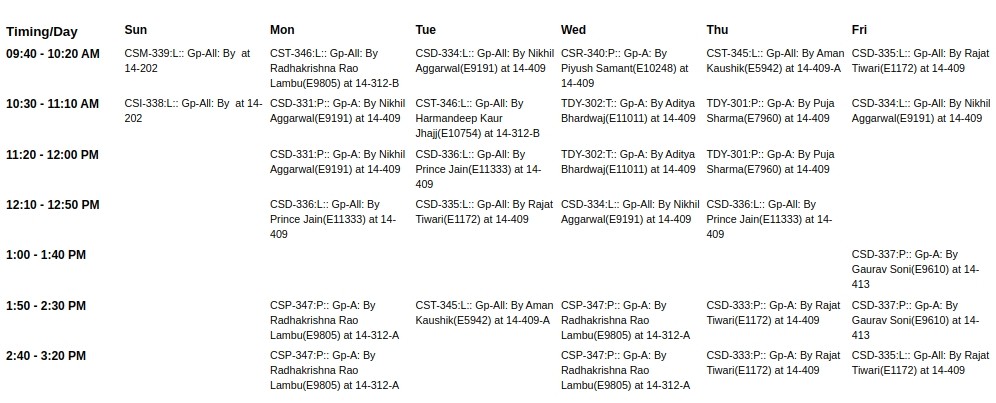 Timing/Day Sun Mon Tue Wed Thu Fri
09:40 - 10:20 AM CSM-339:L:: Gp-All: By  at CST-346:L:: Gp-All: By CSD-334:L:: Gp-All: By Nikhil CSR-340:P:: Gp-A: By CST-345:L:: Gp-All: By Aman CSD-335:L:: Gp-All: By Rajat
14-202 Radhakrishna Rao Aggarwal(E9191) at 14-409 Piyush Samant(E10248) at Kaushik(E5942) at 14-409-A Tiwari(E1172) at 14-409
Lambu(E9805) at 14-312-B 14-409
10:30 - 11:10 AM CSI-338:L:: Gp-All: By  at 14- CSD-331:P:: Gp-A: By Nikhil CST-346:L:: Gp-All: By TDY-302:T:: Gp-A: By Aditya TDY-301:P:: Gp-A: By Puja CSD-334:L:: Gp-All: By Nikhil
202 Aggarwal(E9191) at 14-409 Harmandeep Kaur Bhardwaj(E11011) at 14-409 Sharma(E7960) at 14-409 Aggarwal(E9191) at 14-409
Jhajj(E10754) at 14-312-B
11:20 - 12:00 PM CSD-331:P:: Gp-A: By Nikhil CSD-336:L:: Gp-All: By TDY-302:T:: Gp-A: By Aditya TDY-301:P:: Gp-A: By Puja
Aggarwal(E9191) at 14-409 Prince Jain(E11333) at 14- Bhardwaj(E11011) at 14-409 Sharma(E7960) at 14-409
409
12:10 - 12:50 PM CSD-336:L:: Gp-All: By CSD-335:L:: Gp-All: By Rajat CSD-334:L:: Gp-All: By Nikhil CSD-336:L:: Gp-All: By
Prince Jain(E11333) at 14- Tiwari(E1172) at 14-409 Aggarwal(E9191) at 14-409 Prince Jain(E11333) at 14-
409 409
1:00 - 1:40 PM CSD-337:P:: Gp-A: By
Gaurav Soni(E9610) at 14-
413
1:50 - 2:30 PM CSP-347:P:: Gp-A: By CST-345:L:: Gp-All: By Aman CSP-347:P:: Gp-A: By CSD-333:P:: Gp-A: By Rajat CSD-337:P:: Gp-A: By
Radhakrishna Rao Kaushik(E5942) at 14-409-A Radhakrishna Rao Tiwari(E1172) at 14-409 Gaurav Soni(E9610) at 14-
Lambu(E9805) at 14-312-A Lambu(E9805) at 14-312-A 413
2:40 - 3:20 PM CSP-347:P:: Gp-A: By CSP-347:P:: Gp-A: By CSD-333:P:: Gp-A: By Rajat CSD-335:L:: Gp-All: By Rajat
Radhakrishna Rao Radhakrishna Rao Tiwari(E1172) at 14-409 Tiwari(E1172) at 14-409
Lambu(E9805) at 14-312-A Lambu(E9805) at 14-312-A